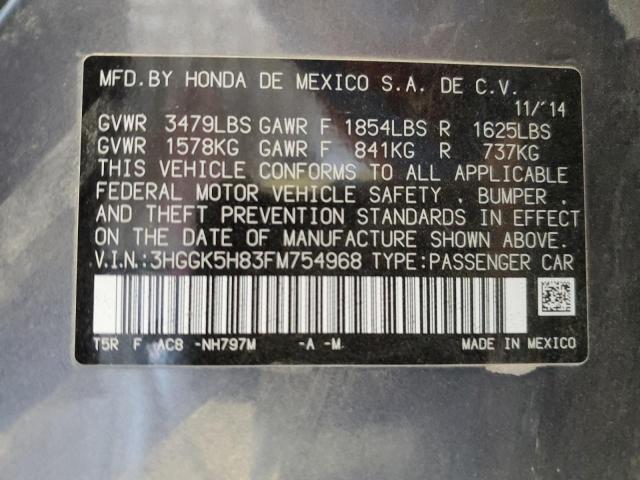 MFD. BY HONDA DE MEXICO S.A. DE C.V.
11/'14
GVWR 3479LBS GAWR F 1854LBS R 1625LBS
GVWR 1578KG GAWR F 841KG R 737KG
THIS VEHICLE CONFORMS TO ALL APPLICABLE
FEDERAL MOTOR VEHICLE SAFETY , BUMPER ,
AND THEFT PREVENTION STANDARDS IN EFFECT
ON THE DATE OF MANUFACTURE SHOWN ABOVE.
V.I.N.:3HGGK5H83FM754968 TYPE:PASSENGER CAR
T5R F AC8 -NH797M -A -M. MADE IN MEXICO